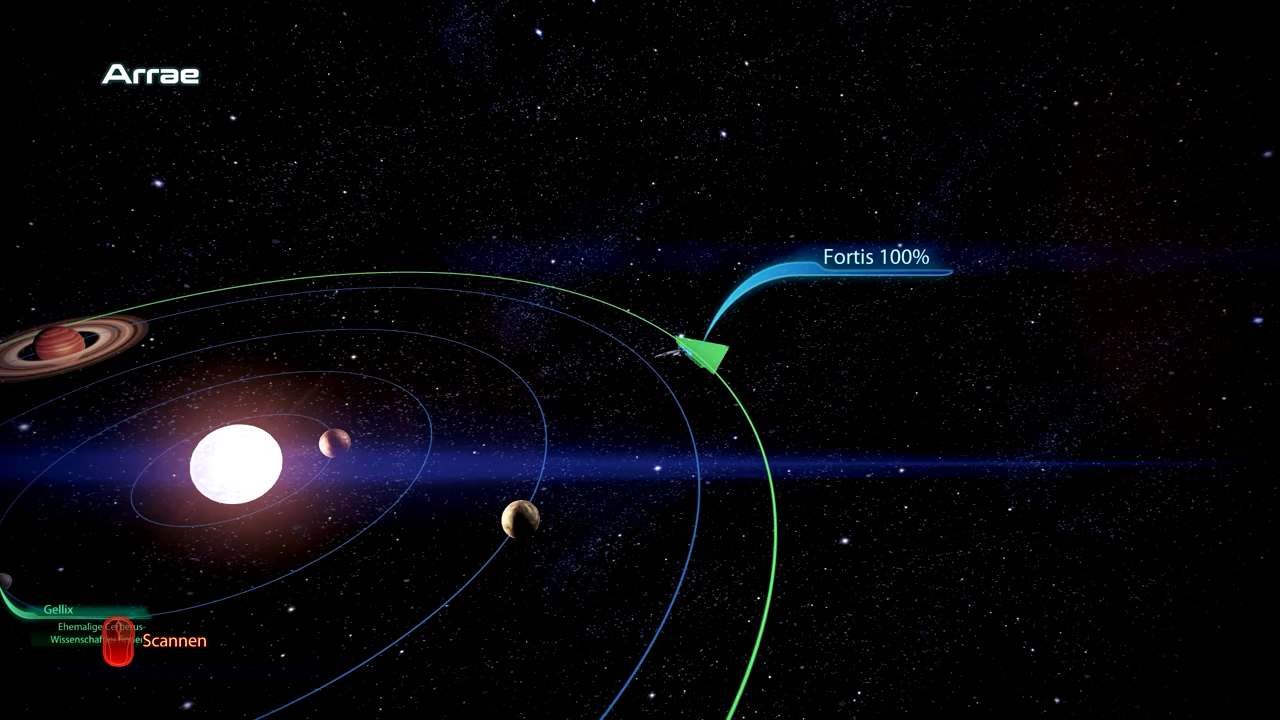 Arrae
Fortis 100%
Gellix
Ehemalige Cerberus-
Scannen